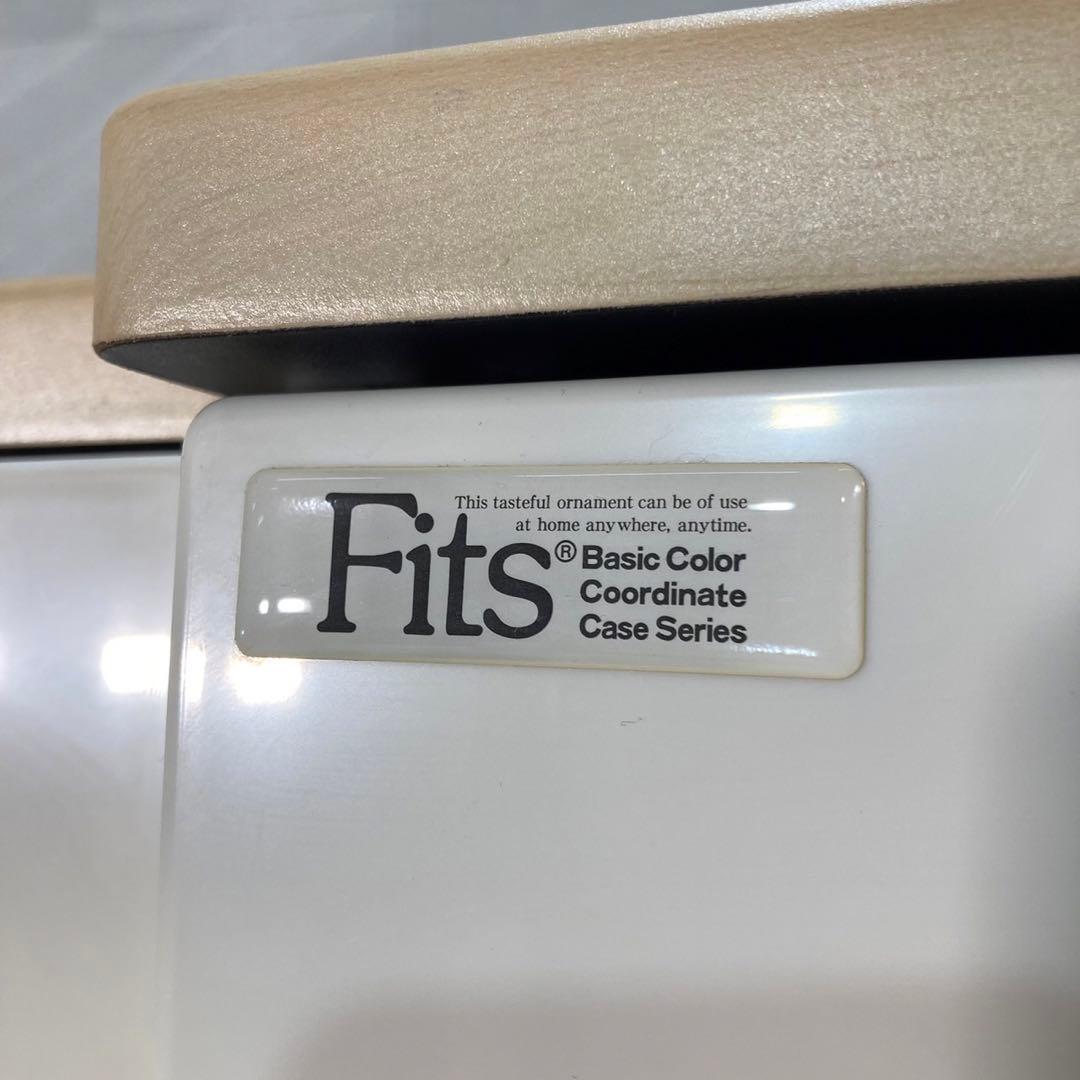 This tasteful ornament can be of use
at home anywhere, anytime.
Fits® Basic Color
Coordinate
Case Series